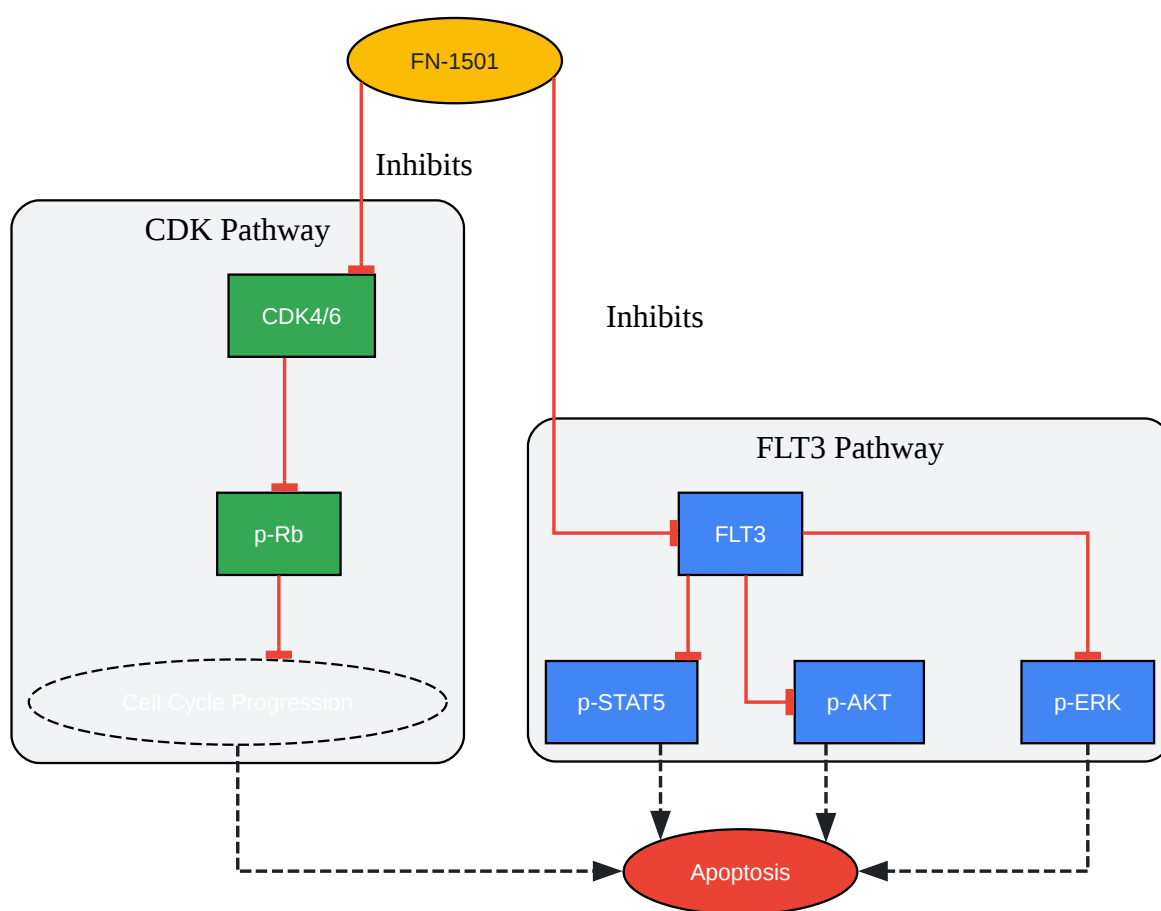 FN-1501
Inhibits
CDK Pathway
CDK4/6
Inhibits
FLT3 Pathway
p-Rb
FLT3
Cell Cycle Progression
p-STAT5
p-AKT
p-ERK
Apoptosis